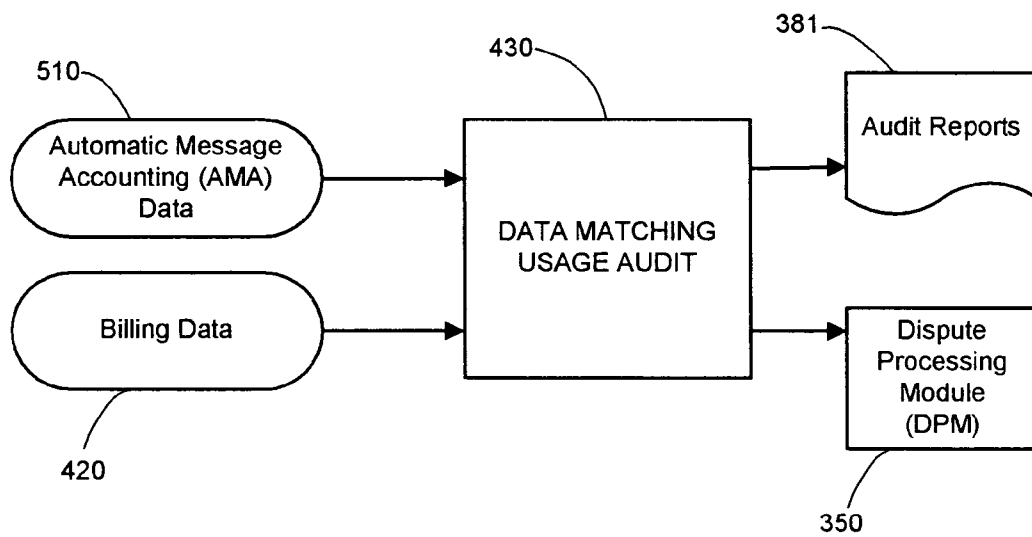 381
430
510
Audit Reports
Automatic Message
Accounting (AMA)
Data
DATA MATCHING
USAGE AUDIT
Billing Data
Dispute
Processing
Module
(DPM)
420
350